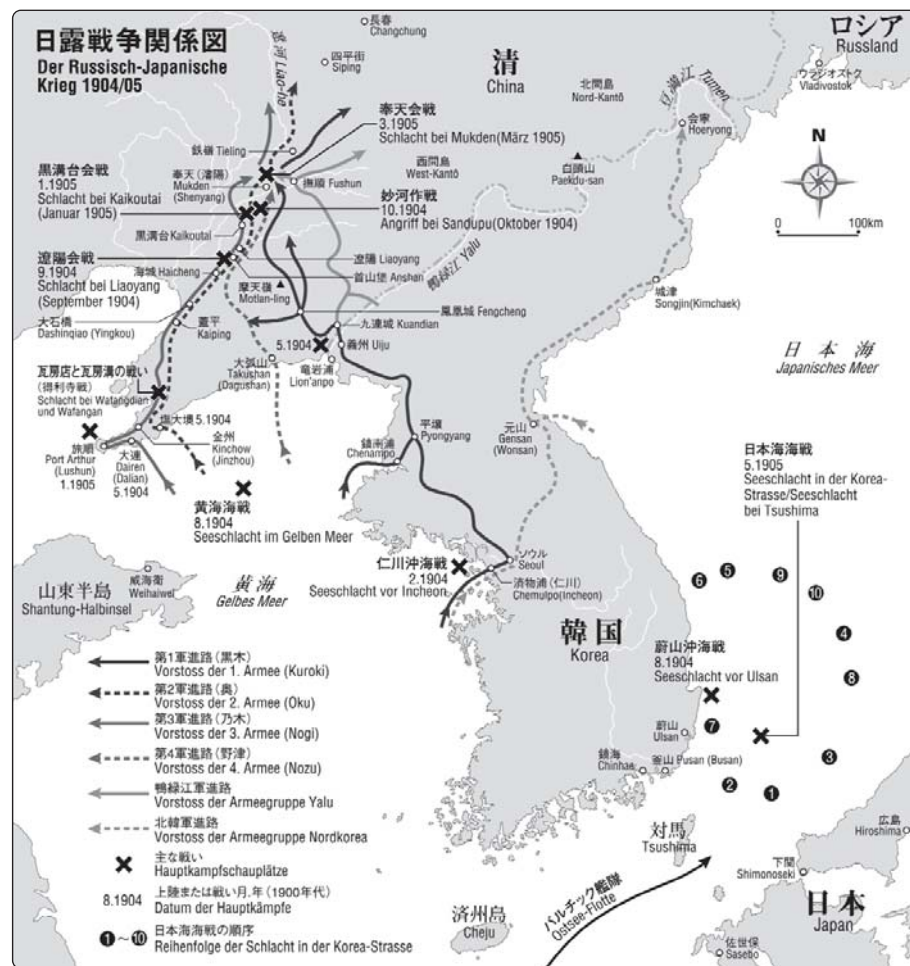 日露戦争関係図
Der Russisch-Japanische
Krieg 1904/05
長春
Changchung
四平街
Siping
遼河 Liao-he
清
China
ロシア
Russland
ウラジオストク
Vladivostok
北間島
Nord-Kantō
豆満江 Tumen
会寧
Hoeryong
奉天会戦
3.1905
Schlacht bei Mukden(März 1905)
鉄嶺 Tieling
奉天(瀋陽)
Mukden
(Shenyang)
撫順 Fushun
西間島
West-Kantō
白頭山
Paekdu-san
N
0
100km
黒溝台会戦
1.1905
Schlacht bei Kaikoutai
(Januar 1905)
妙河作戦
10.1904
Angriff bei Sandupu(Oktober 1904)
黒溝台 Kaikoutai
鴨緑江 Yalu
遼陽会戦
9.1904
Schlacht bei Liaoyang
(September 1904)
遼陽 Liaoyang
首山堡 Anshan
海城 Haicheng
摩天嶺
Motlan-ling
城津
Songjin(Kimchaek)
大石橋
Dashinqiao (Yingkou)
蓋平
Kaiping
鳳凰城 Fengcheng
九連城 Kuandian
5.1904
義州 Uiju
大弧山
Takushan
(Dagushan)
竜岩浦
Lion'anpo
日本海
Japanisches Meer
瓦房店と瓦房溝の戦い
(得利寺戦)
Schlacht bei Watangdian
und Wafangan
塩大墺 5.1904
金州
Kinchow
(Jinzhou)
旅順
Port Arthur
(Lushun)
1.1905
大連
Dairen
(Dalian)
5.1904
平壌
Pyongyang
鎮南浦
Chenampo
元山
Gensan
(Wonsan)
日本海海戦
5.1905
Seeschlacht in der Korea-
Strasse/Seeschlacht
bei Tsushima
黄海海戦
8.1904
Seeschlacht im Gelben Meer
仁川沖海戦
2.1904
Seeschlacht vor Incheon
ソウル
Seoul
済物浦(仁川)
Chemulpo(Incheon)
山東半島
Shantung-Halbinsel
威海衛
Weihaiwei
黄海
Gelbes Meer
韓国
Korea
6
5
9
10
4
8
蔚山沖海戦
8.1904
Seeschlacht vor Ulsan
7
蔚山
Ulsan
3
鎮海
Chinhae
釜山 Pusan (Busan)
2
1
対馬
Tsushima
広島
Hiroshima
下関
Shimonoseki
バルチック艦隊
Ostsee-Flotte
日本
Japan
済州島
Cheju
佐世保
Sasebo
第1軍進路(黒木)
Vorstoss der 1. Armee (Kuroki)
第2軍進路(奥)
Vorstoss der 2. Armee (Oku)
第3軍進路(乃木)
Vorstoss der 3. Armee (Nogi)
第4軍進路(野津)
Vorstoss der 4. Armee (Nozu)
鴨緑江軍進路
Vorstoss der Armeegruppe Yalu
北韓軍進路
Vorstoss der Armeegruppe Nordkorea
主な戦い
Hauptkampfschauplätze
8.1904
上陸または戦い月,年(1900年代)
Datum der Hauptkämpfe
1~10
日本海海戦の順序
Reihenfolge der Schlacht in der Korea-Strasse